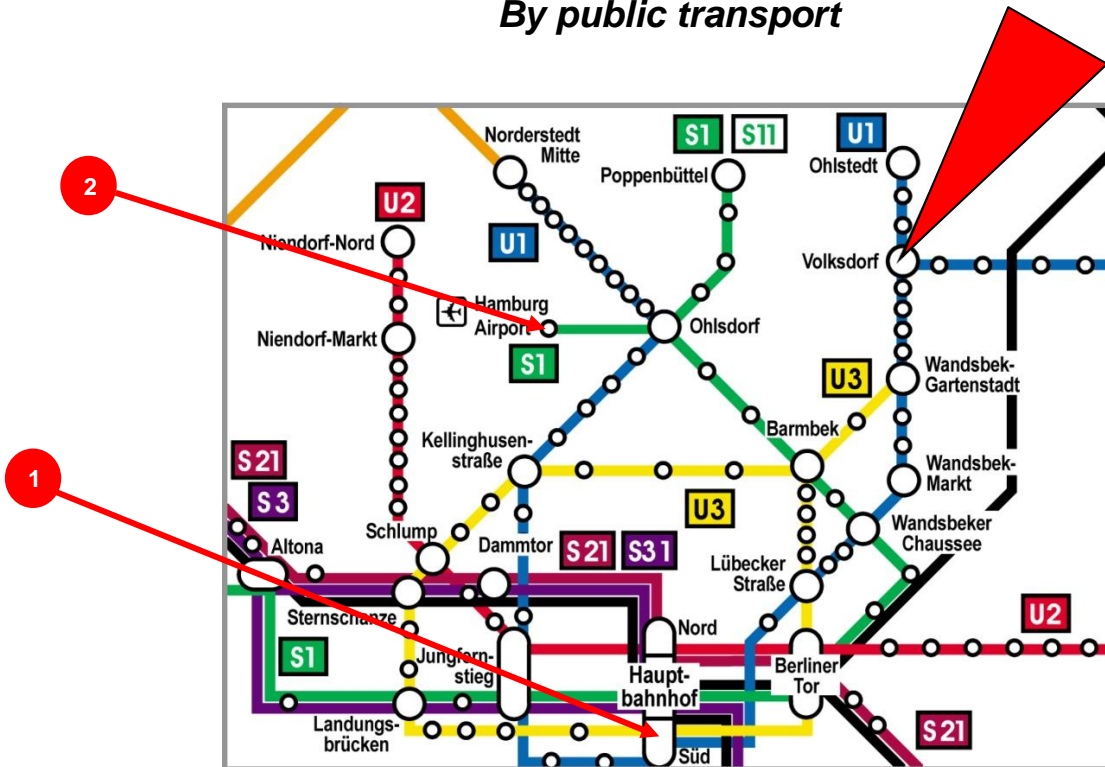 By public transport
Norderstedt
Mitte
S1
S11
U1
Ohlstedt
Poppenbüttel
2
U2
Niendorf-Nord
U1
Volksdorf
Hamburg
Airport
Ohlsdorf
Niendorf-Markt
S1
U3
Wandsbek-
Gartenstadt
Barmbek
Kellinghusen-
straße
S21
1
S3
Wandsbek-
Markt
U3
Schlump
Dammtor
S21
S31
Wandsbeker
Chaussee
Altona
Lübecker
Straße
Sternschanze
Nord
U2
S1
Jungfern-
stieg
Haupt-
bahnhof
Berliner
Tor
Landungs-
brücken
S21
Süd